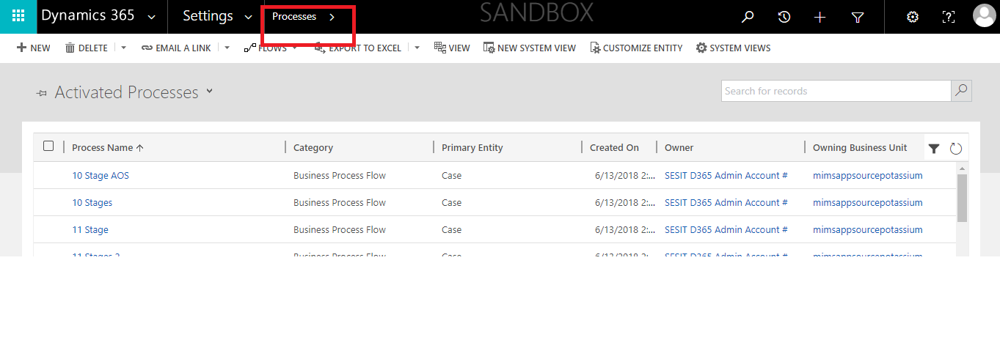 Dynamics 365 Settings Processes SANDBOX
NEW DELETE EMAIL A LINK FLOWS EXPORT TO EXCEL VIEW NEW SYSTEM VIEW CUSTOMIZE ENTITY SYSTEM VIEWS
Activated Processes Search for records
Process Name Category Primary Entity Created On Owner Owning Business Unit
10 Stage AOS Business Process Flow Case 6/13/2018 2:... SESIT D365 Admin Account # mimsappsourcepotassium
10 Stages Business Process Flow Case 6/13/2018 2:... SESIT D365 Admin Account # mimsappsourcepotassium
11 Stage Business Process Flow Case 6/13/2018 2:... SESIT D365 Admin Account # mimsappsourcepotassium
11 Stages 2 Business Process Flow Case 6/13/2018 2:... SESIT D365 Admin Account # mimsappsourcepotassium